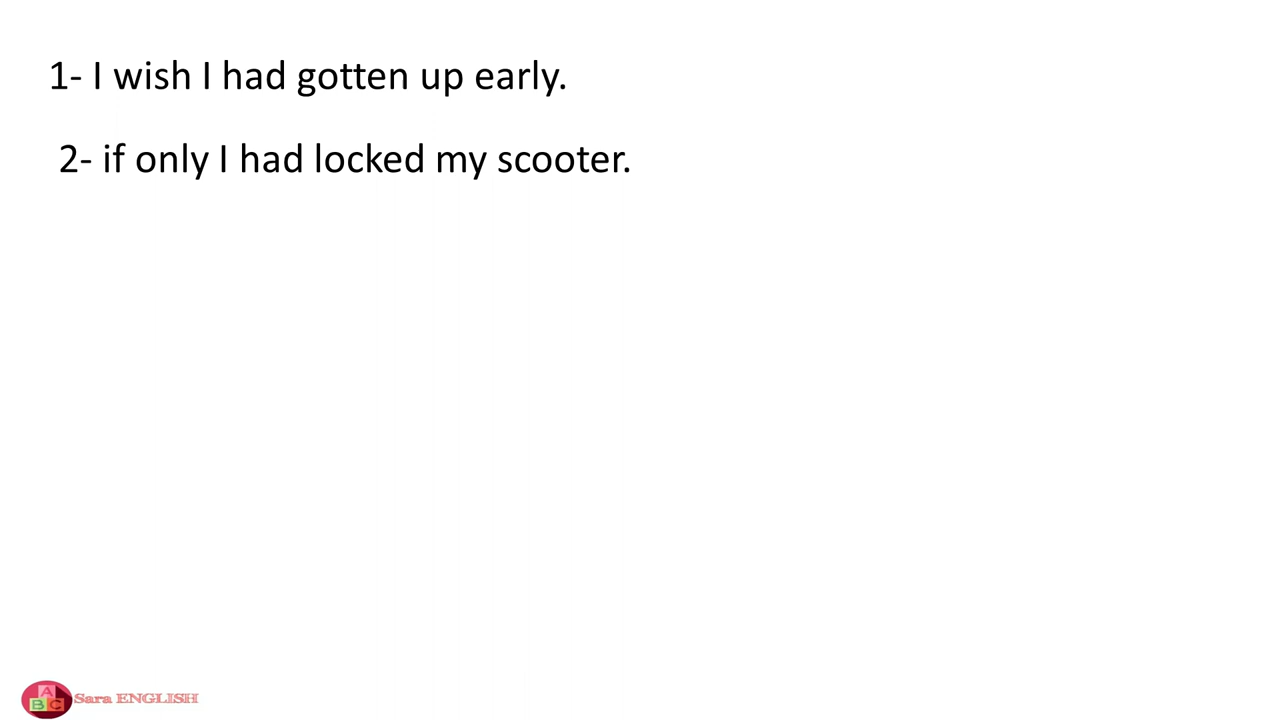 1- I wish I had gotten up early.
2- if only I had locked my scooter.
A
B C
Sara ENGLISH